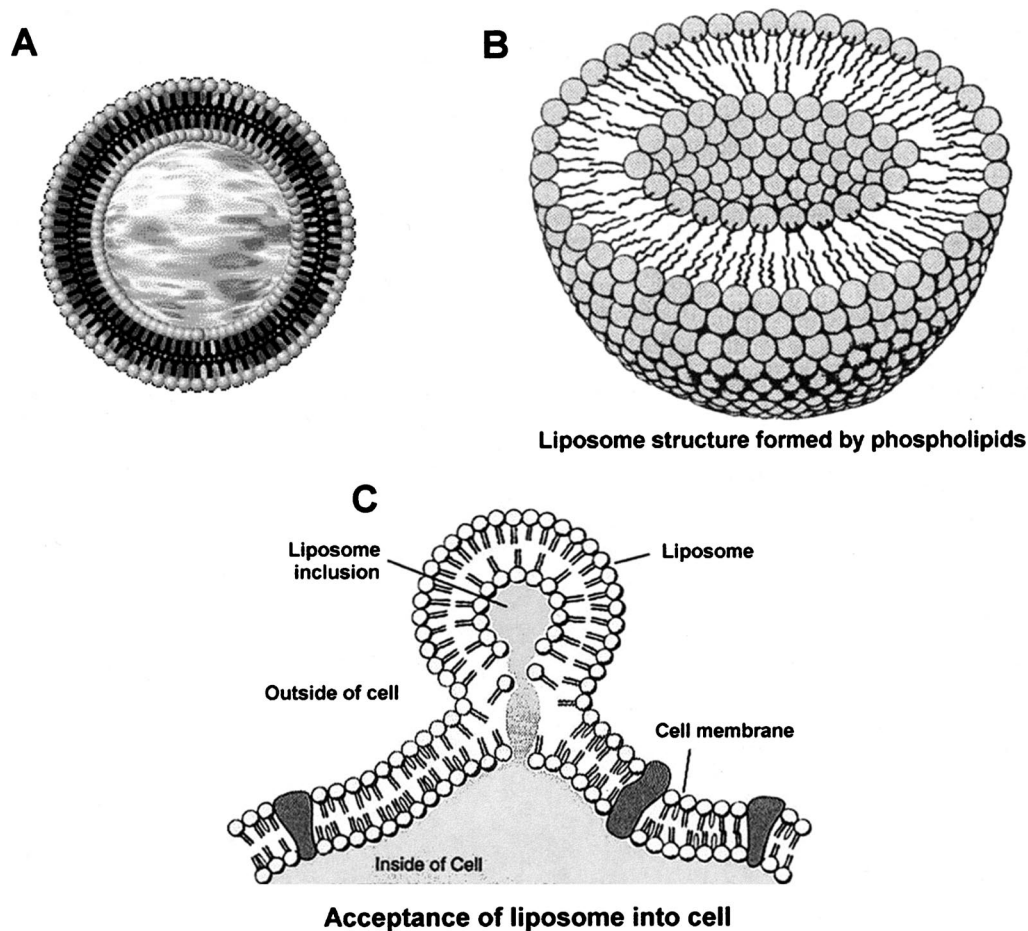 A
B
Liposome structure formed by phospholipids
C
Liposome
inclusion
Liposome
Outside of cell
Cell membrane
Inside of Cell
Acceptance of liposome into cell